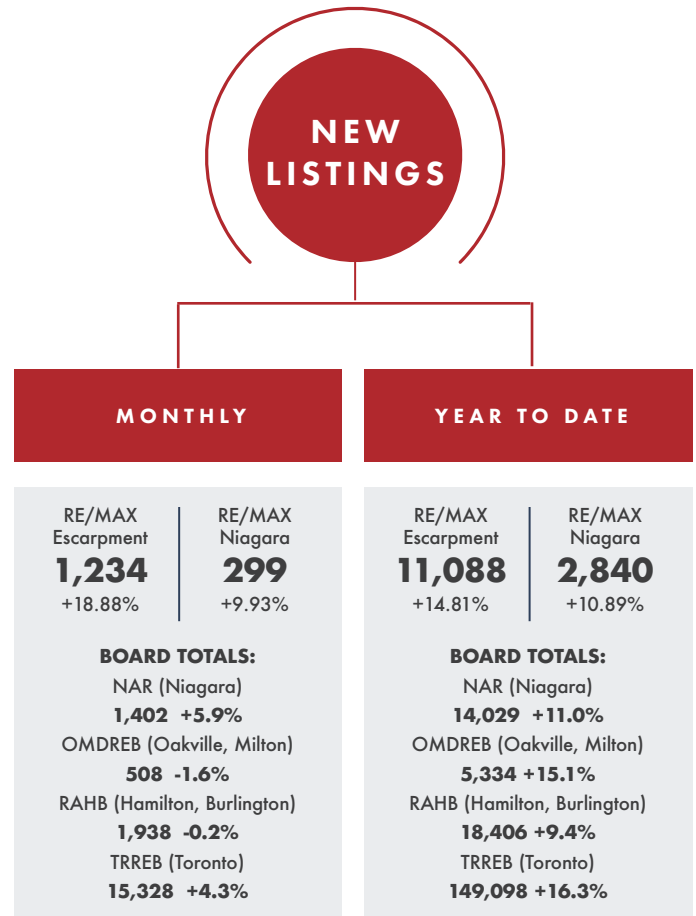 NEW
LISTINGS
MONTHLY
RE/MAX
Escarpment
1,234
+18.88%
RE/MAX
Niagara
299
+9.93%
BOARD TOTALS:
NAR (Niagara)
1,402 +5.9%
OMDREB (Oakville, Milton)
508 -1.6%
RAHB (Hamilton, Burlington)
1,938 -0.2%
TRREB (Toronto)
15,328 +4.3%
YEAR TO DATE
RE/MAX
Escarpment
11,088
+14.81%
RE/MAX
Niagara
2,840
+10.89%
BOARD TOTALS:
NAR (Niagara)
14,029 +11.0%
OMDREB (Oakville, Milton)
5,334 +15.1%
RAHB (Hamilton, Burlington)
18,406 +9.4%
TRREB (Toronto)
149,098 +16.3%